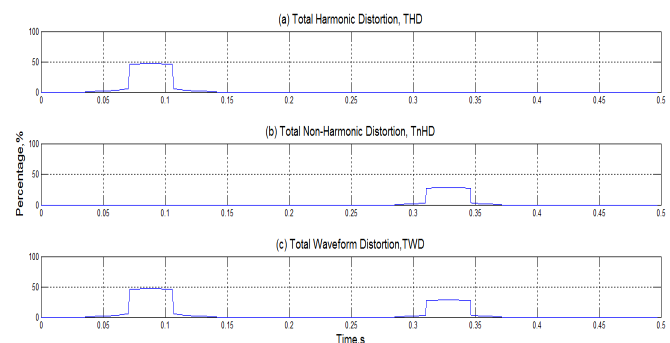 (a) Total Harmonic Distortion, THD
100
50
0
0 0.05 0.1 0.15 0.2 0.25 0.3 0.35 0.4 0.45 0.5
(b) Total Non-Harmonic Distortion, TnHD
Percentage,%
100
50
0
0 0.05 0.1 0.15 0.2 0.25 0.3 0.35 0.4 0.45 0.5
(c) Total Waveform Distortion,TWD
100
50
0
0 0.05 0.1 0.15 0.2 0.25 0.3 0.35 0.4 0.45 0.5
Time,s